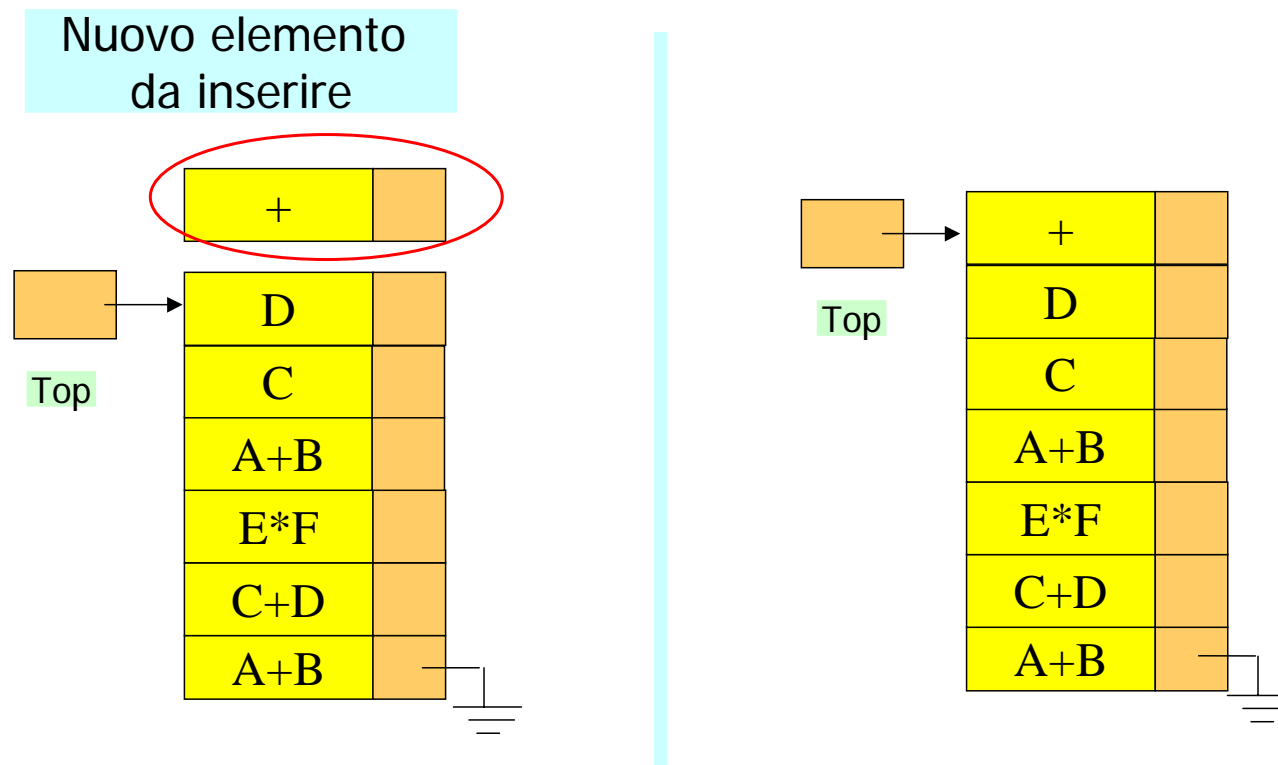 Nuovo elemento
da inserire
+
D
C
A+B
E*F
C+D
A+B
Top
+
D
C
A+B
E*F
C+D
A+B
Top